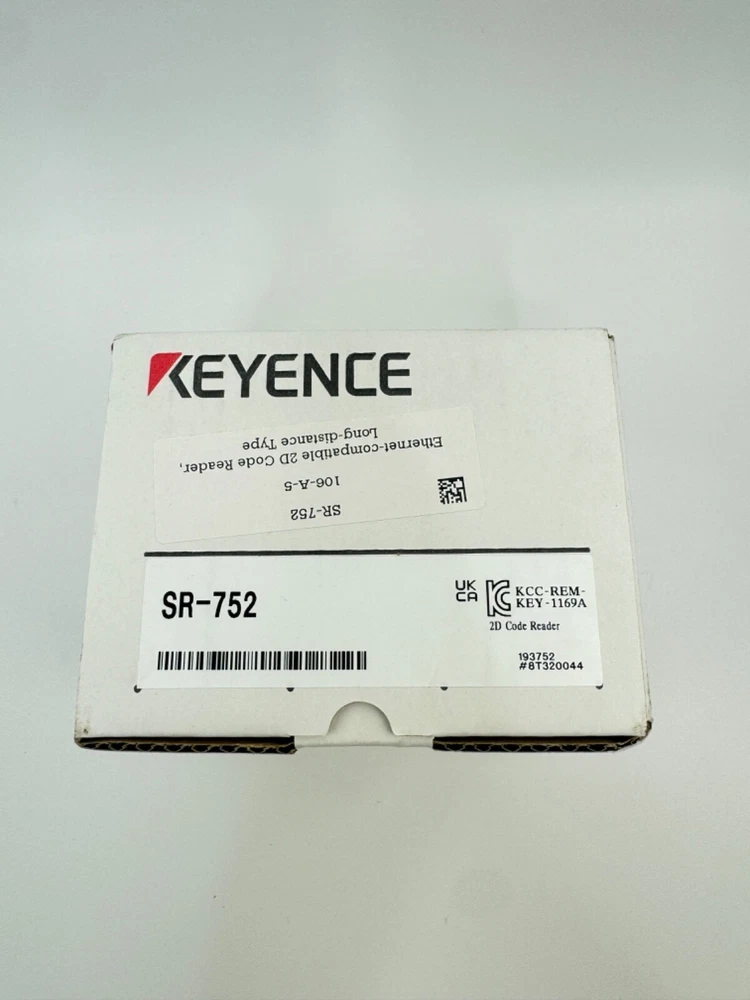 KEYENCE
SR-752
106-A-5
Ethernet-compatible 2D Code Reader,
Long-distance Type
SR-752
UK
CA
KCC-REM-
KEY-1169A
2D Code Reader
193752
#8T320044